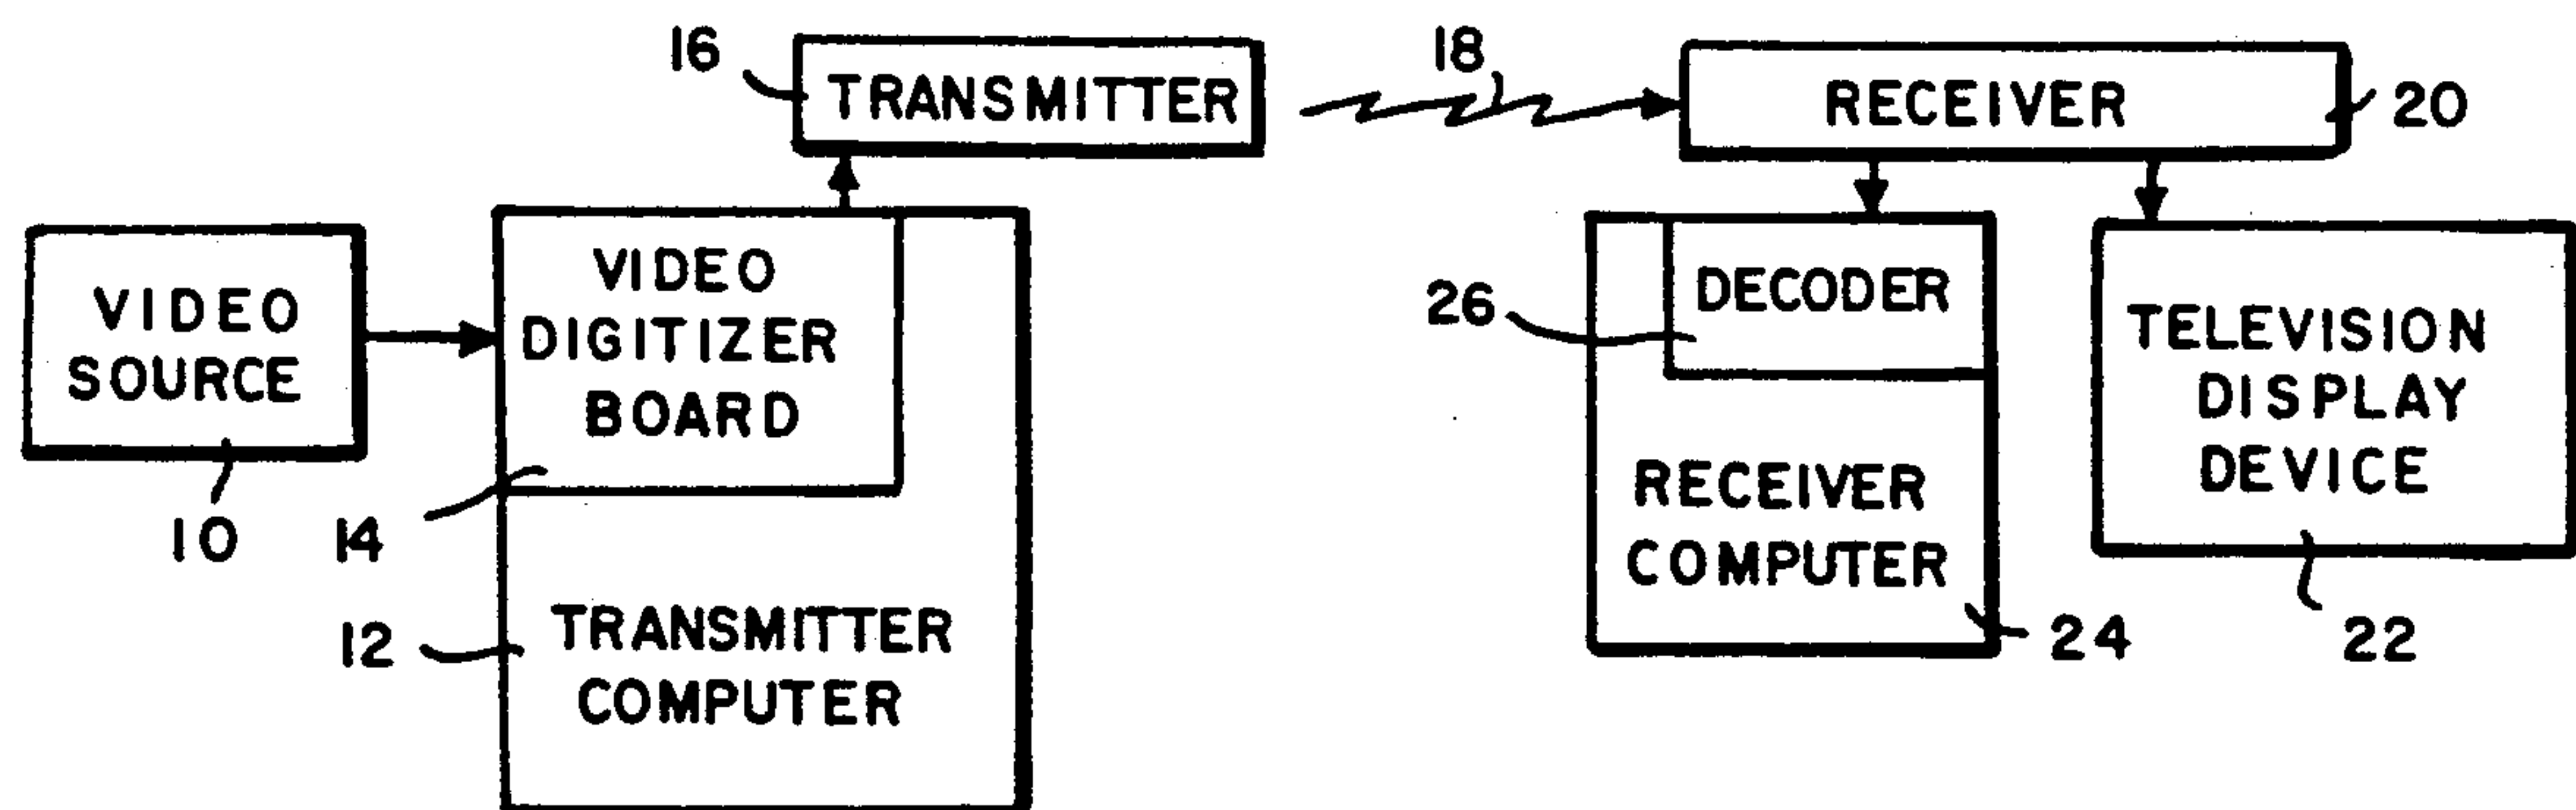 16
TRANSMITTER
18
RECEIVER
20
VIDEO
SOURCE
10
VIDEO
DIGITIZER
BOARD
14
12
TRANSMITTER
COMPUTER
26
DECODER
RECEIVER
COMPUTER
24
TELEVISION
DISPLAY
DEVICE
22